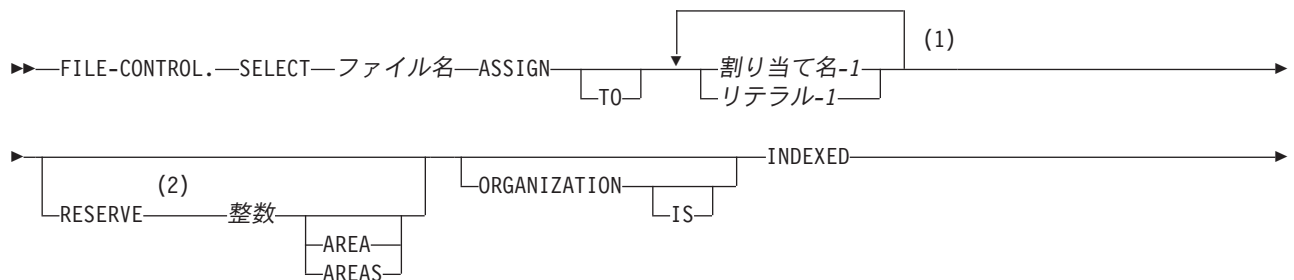 (1)
FILE-CONTROL. SELECT ファイル名 ASSIGN 割り当て名-1
TO リテラル-1
INDEXED
(2) ORGANIZATION
RESERVE 整数 IS
AREA
AREAS